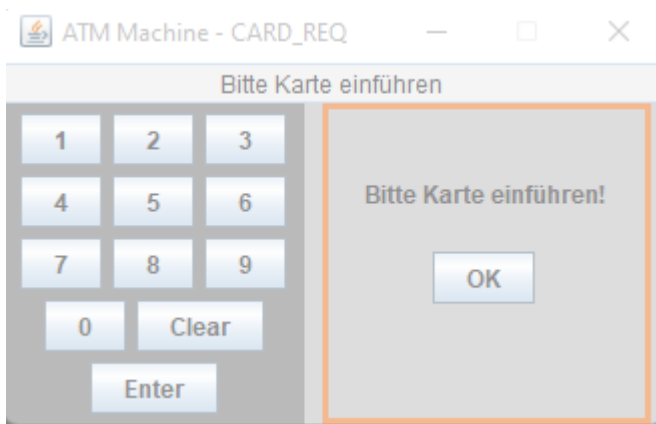 ATM Machine - CARD_REQ
Bitte Karte einführen
1 2 3
4 5 6
7 8 9
0 Clear
Enter
Bitte Karte einführen!
OK